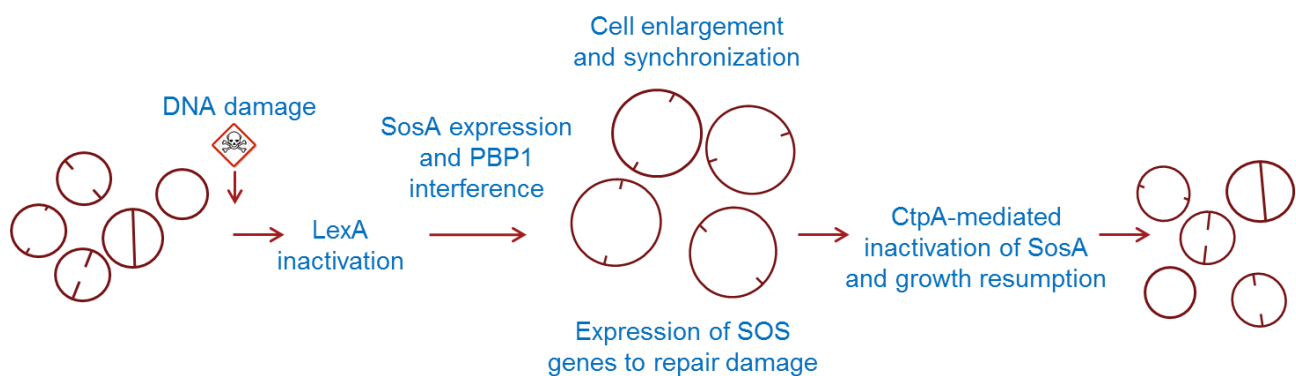 DNA damage
LexA
inactivation
SosA expression
and PBP1
interference
Cell enlargement
and synchronization
Expression of SOS
genes to repair damage
CtpA-mediated
inactivation of SosA
and growth resumption